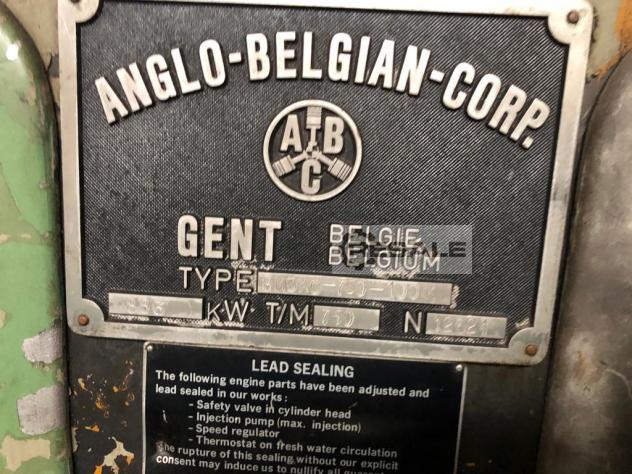 ANGLO-BELGIAN-CORP.
ABC
GENT BELGIE
BELGIUM
TYPE
kW T/M 750 N
LEAD SEALING
The following engine parts have been adjusted and
lead sealed in our works :
- Safety valve in cylinder head
- Injection pump (max. injection)
- Speed regulator
- Thermostat on fresh water circulation
The rupture of this sealing without our explicit
consent may induce us to nullify all